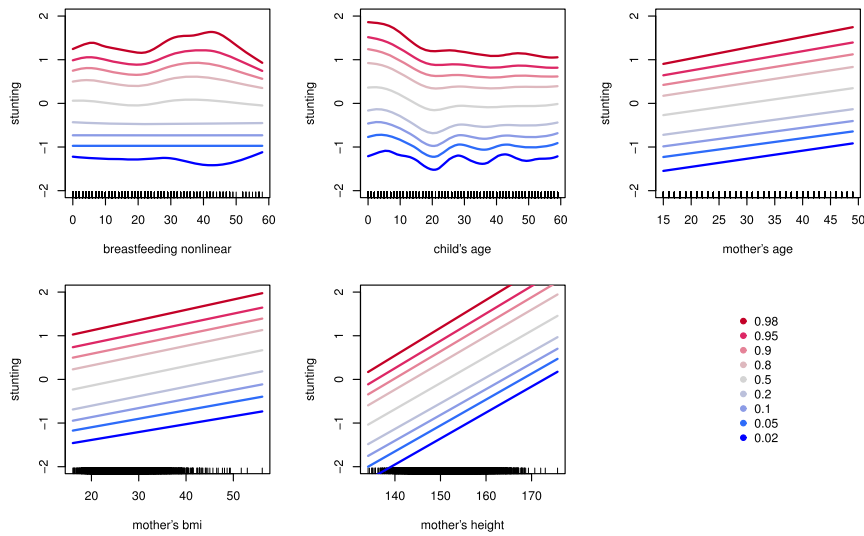 2
1
0
−1
−2
stunting
0 10 20 30 40 50 60
breastfeeding nonlinear
2
1
0
−1
−2
stunting
0 10 20 30 40 50 60
child's age
2
1
0
−1
−2
stunting
15 20 25 30 35 40 45 50
mother's age
2
1
0
−1
−2
stunting
20 30 40 50
mother's bmi
2
1
0
−1
−2
stunting
140 150 160 170
mother's height
0.98
0.95
0.9
0.8
0.5
0.2
0.1
0.05
0.02